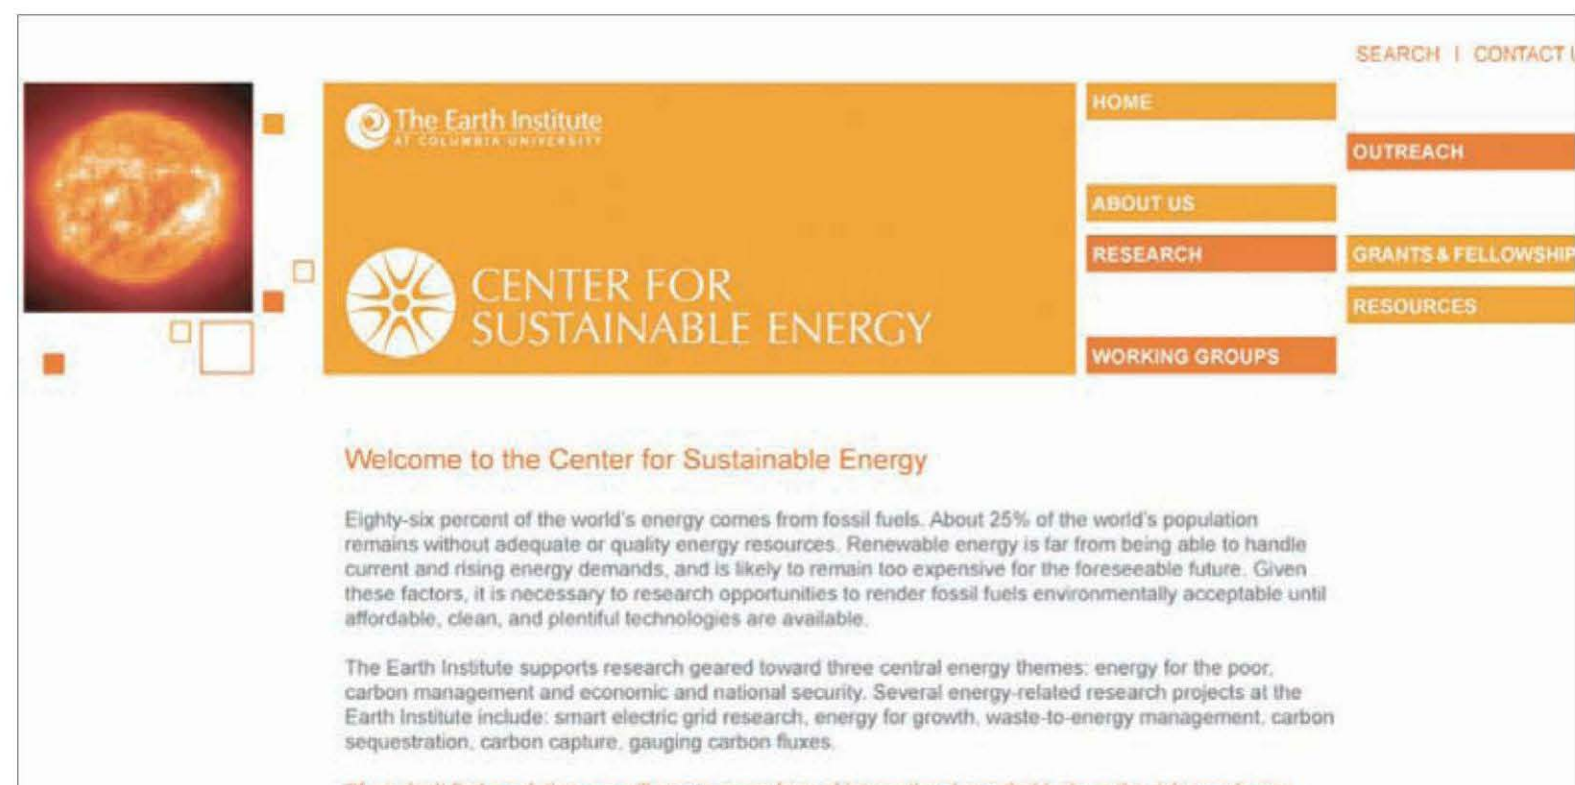 SEARCH | CONTACT
The Earth Institute
AT COLUMBIA UNIVERSITY
CENTER FOR
SUSTAINABLE ENERGY
HOME
OUTREACH
ABOUT US
RESEARCH
GRANTS & FELLOWSHIP
RESOURCES
WORKING GROUPS
Welcome to the Center for Sustainable Energy
Eighty-six percent of the world's energy comes from fossil fuels. About 25% of the world's population
remains without adequate or quality energy resources. Renewable energy is far from being able to handle
current and rising energy demands, and is likely to remain too expensive for the foreseeable future. Given
these factors, it is necessary to research opportunities to render fossil fuels environmentally acceptable until
affordable, clean, and plentiful technologies are available.
The Earth Institute supports research geared toward three central energy themes: energy for the poor,
carbon management and economic and national security. Several energy-related research projects at the
Earth Institute include: smart electric grid research, energy for growth, waste-to-energy management, carbon
sequestration, carbon capture, gauging carbon fluxes.